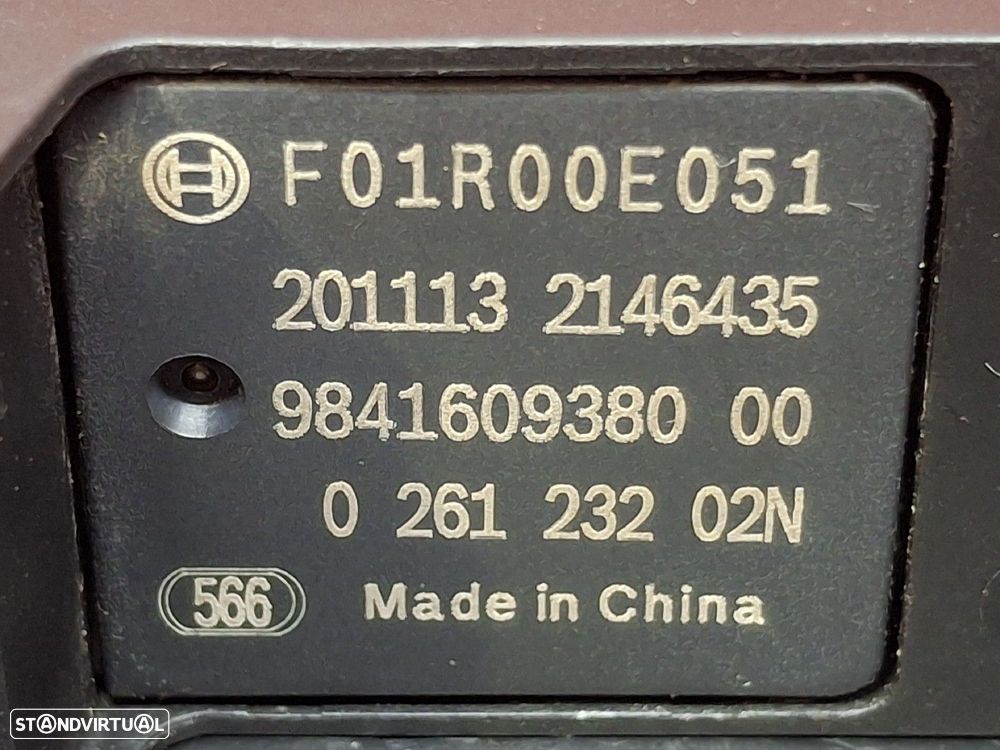 F01R00E051
201113 2146435
9841609380 00
0 261 232 02N
566 Made in China
STANDVIRTUAL